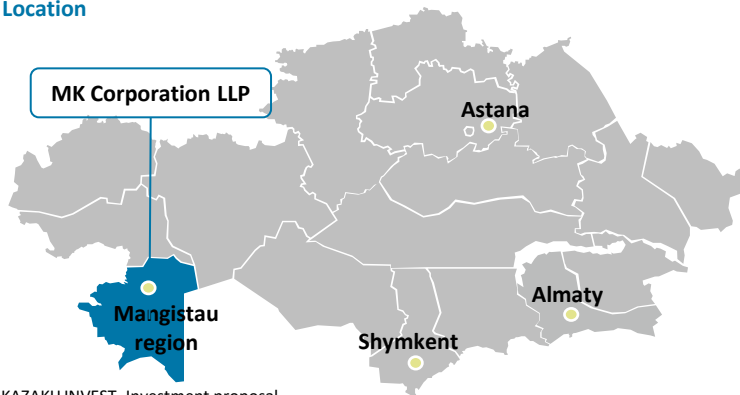 Location
MK Corporation LLP
Astana
Mangistau
region
Almaty
Shymkent